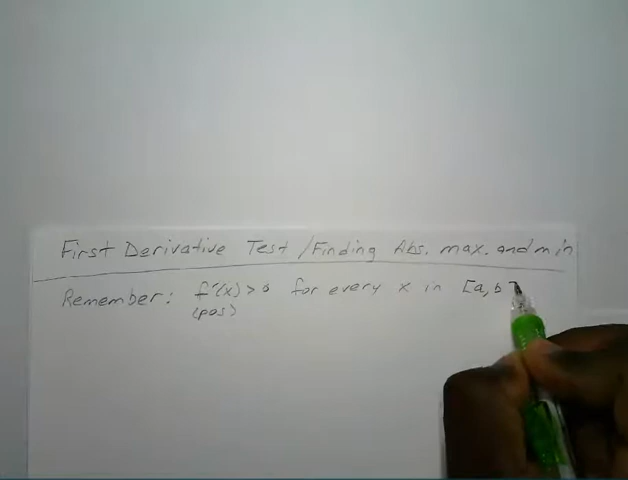 First Derivative Test / Finding Abs. max. and min
Remember: f'(x) > 0 for every x in [a, b]
(pos)